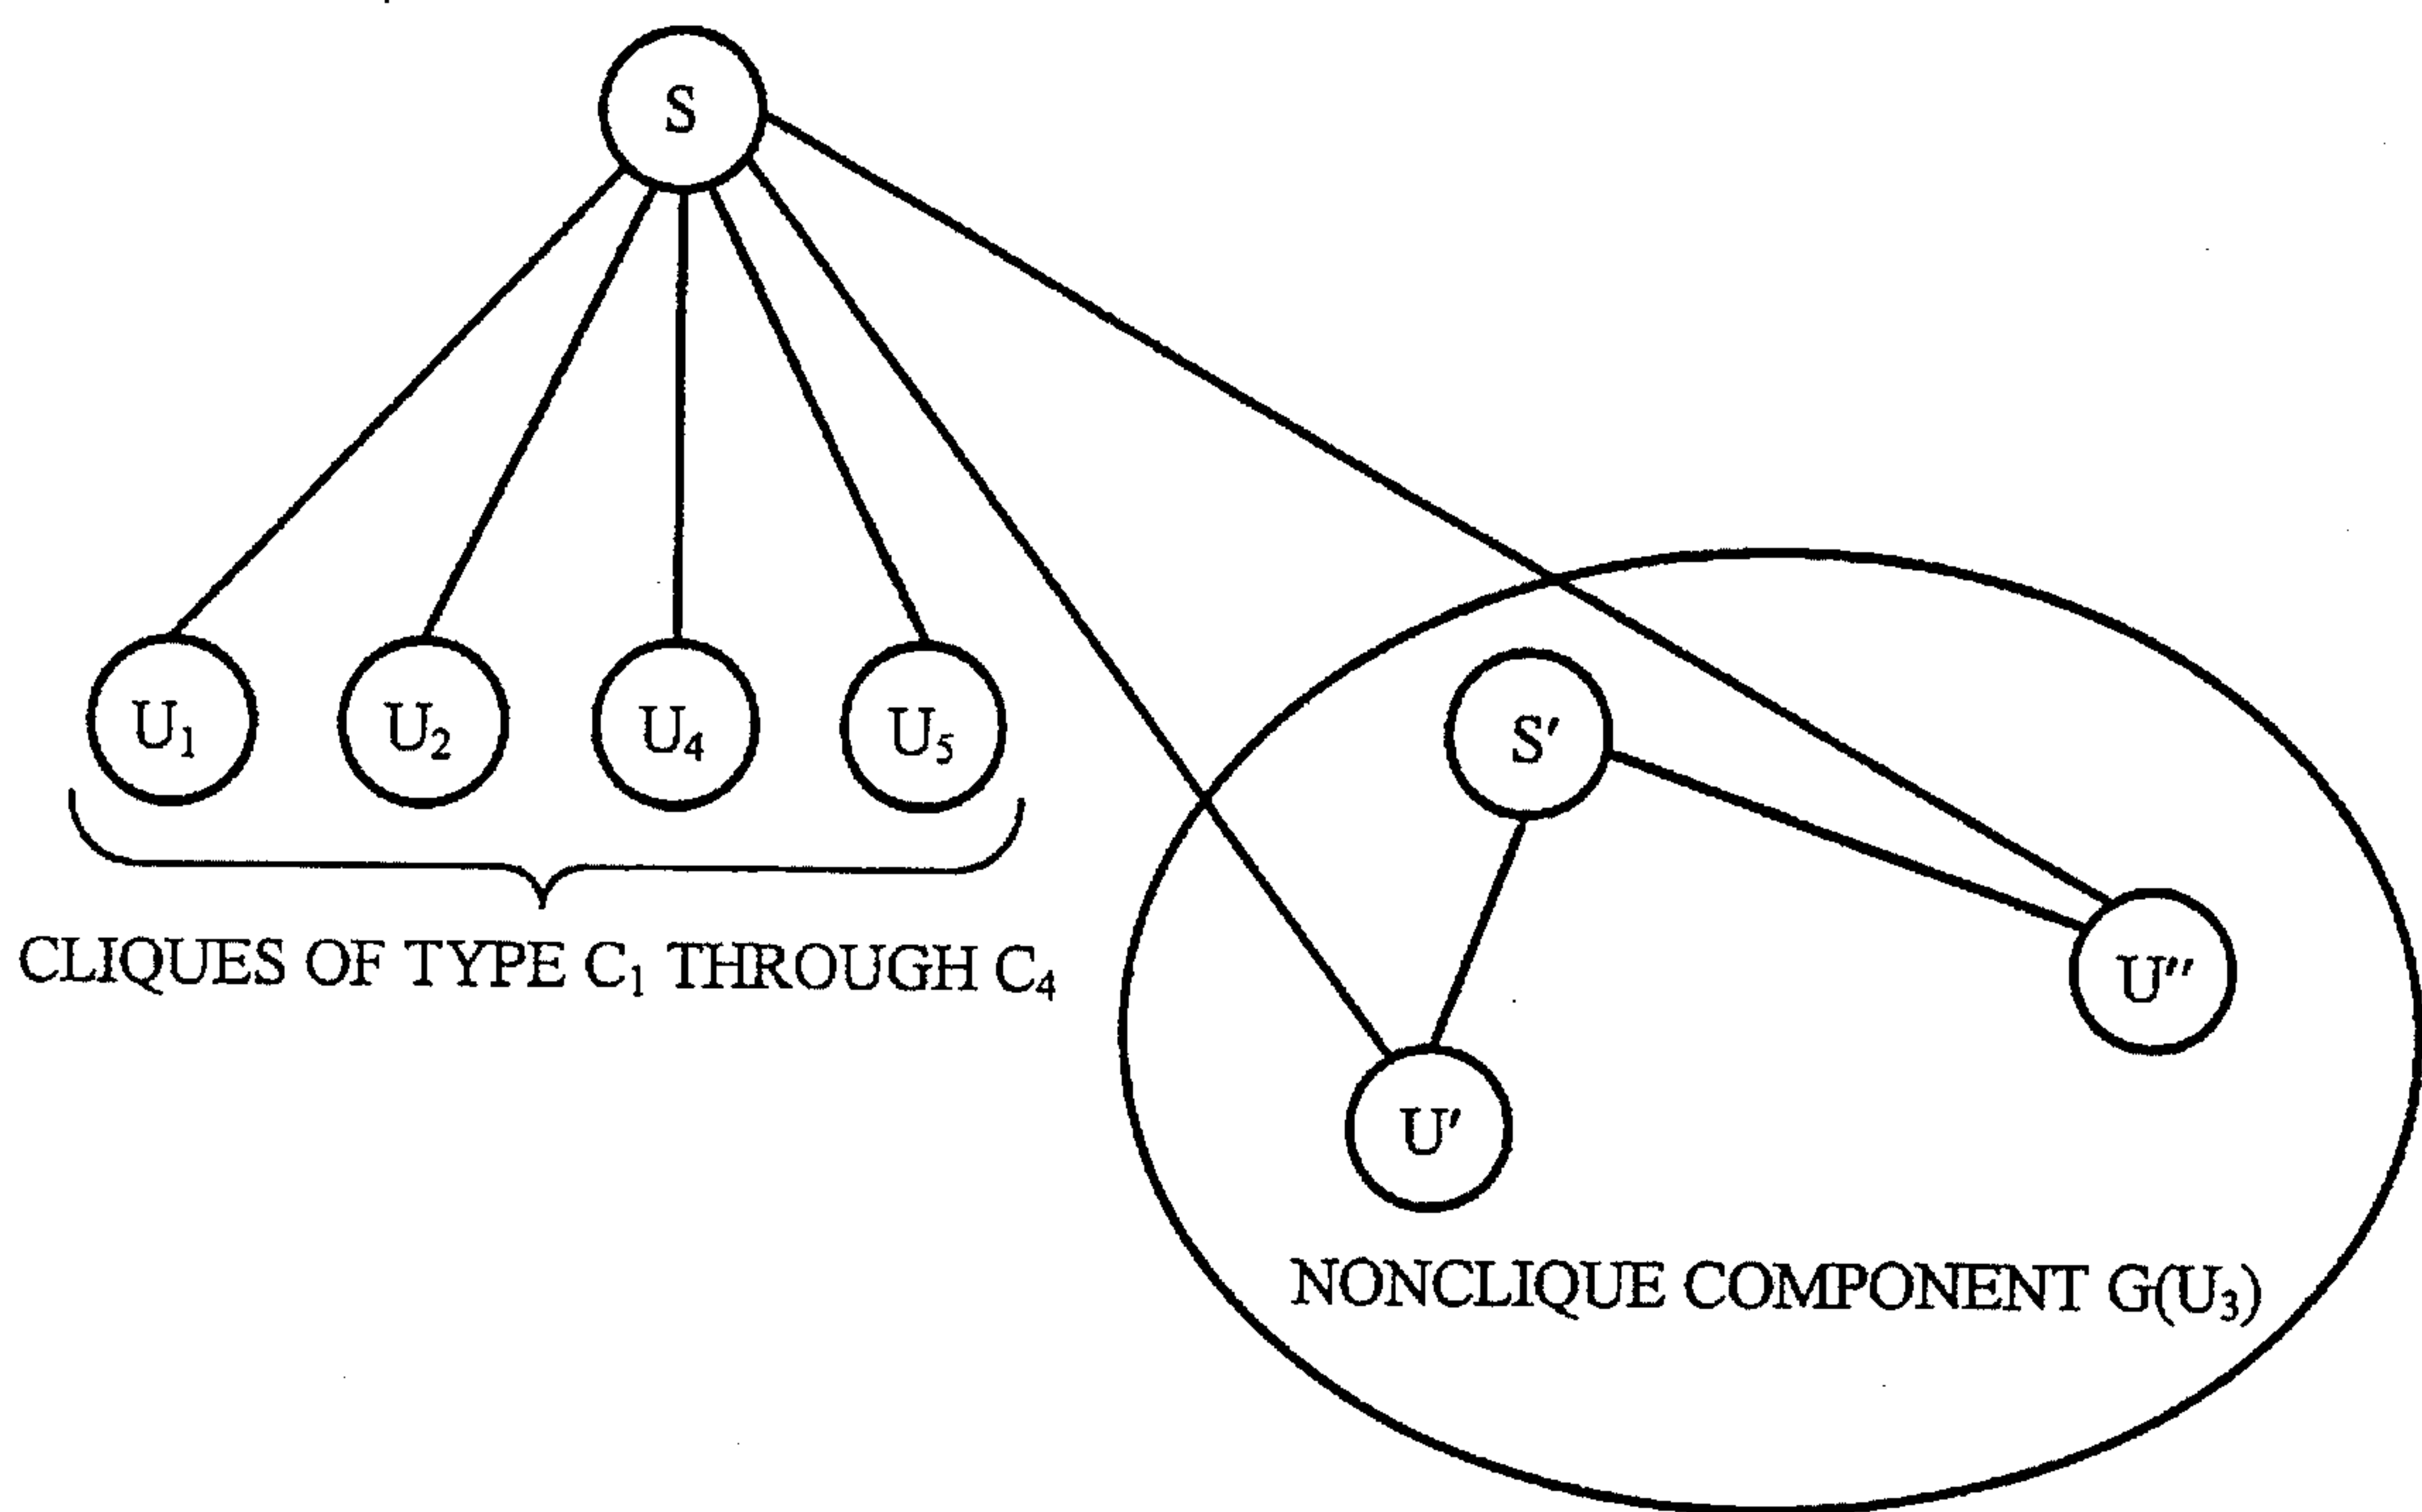 S
U₁
U₂
U₄
U₅
S′
U″
CLIQUES OF TYPE C₁ THROUGH C₄
U′
NONCLIQUE COMPONENT G(U₃)